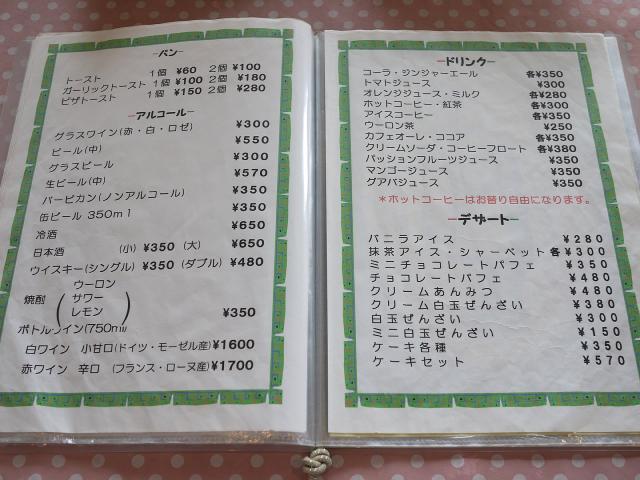 ーパンー
トースト 1個 ¥60 2個 ¥100
ガーリックトースト 1個 ¥100 2個 ¥180
ピザトースト 1個 ¥150 2個 ¥280
ーアルコールー
グラスワイン(赤・白・ロゼ) ¥300
ビール(中) ¥550
グラスビール ¥300
生ビール(中) ¥570
バービカン(ノンアルコール) ¥350
缶ビール 350ml ¥350
冷酒 ¥650
日本酒 (小) ¥350 (大) ¥650
ウイスキー(シングル) ¥350 (ダブル) ¥480
ウーロン
焼酎 サワー ¥350
レモン
ボトルワイン(750ml)
白ワイン 小甘口(ドイツ・モーゼル産) ¥1600
赤ワイン 辛口 (フランス・ローヌ産) ¥1700
ードリンクー
コーラ・ジンジャーエール 各¥350
トマトジュース ¥300
オレンジジュース・ミルク 各¥280
ホットコーヒー・紅茶 各¥300
アイスコーヒー 各¥350
ウーロン茶 ¥250
カフェオーレ・ココア 各¥350
クリームソーダ・コーヒーフロート 各¥380
パッションフルーツジュース ¥350
マンゴージュース ¥350
グアバジュース ¥350
*ホットコーヒーはお替り自由になります。
ーデザートー
バニラアイス ¥280
抹茶アイス・シャーベット 各¥300
ミニチョコレートパフェ ¥350
チョコレートパフェ ¥480
クリームあんみつ ¥480
クリーム白玉ぜんざい ¥380
白玉ぜんざい ¥300
ミニ白玉ぜんざい ¥150
ケーキ各種 ¥350
ケーキセット ¥570